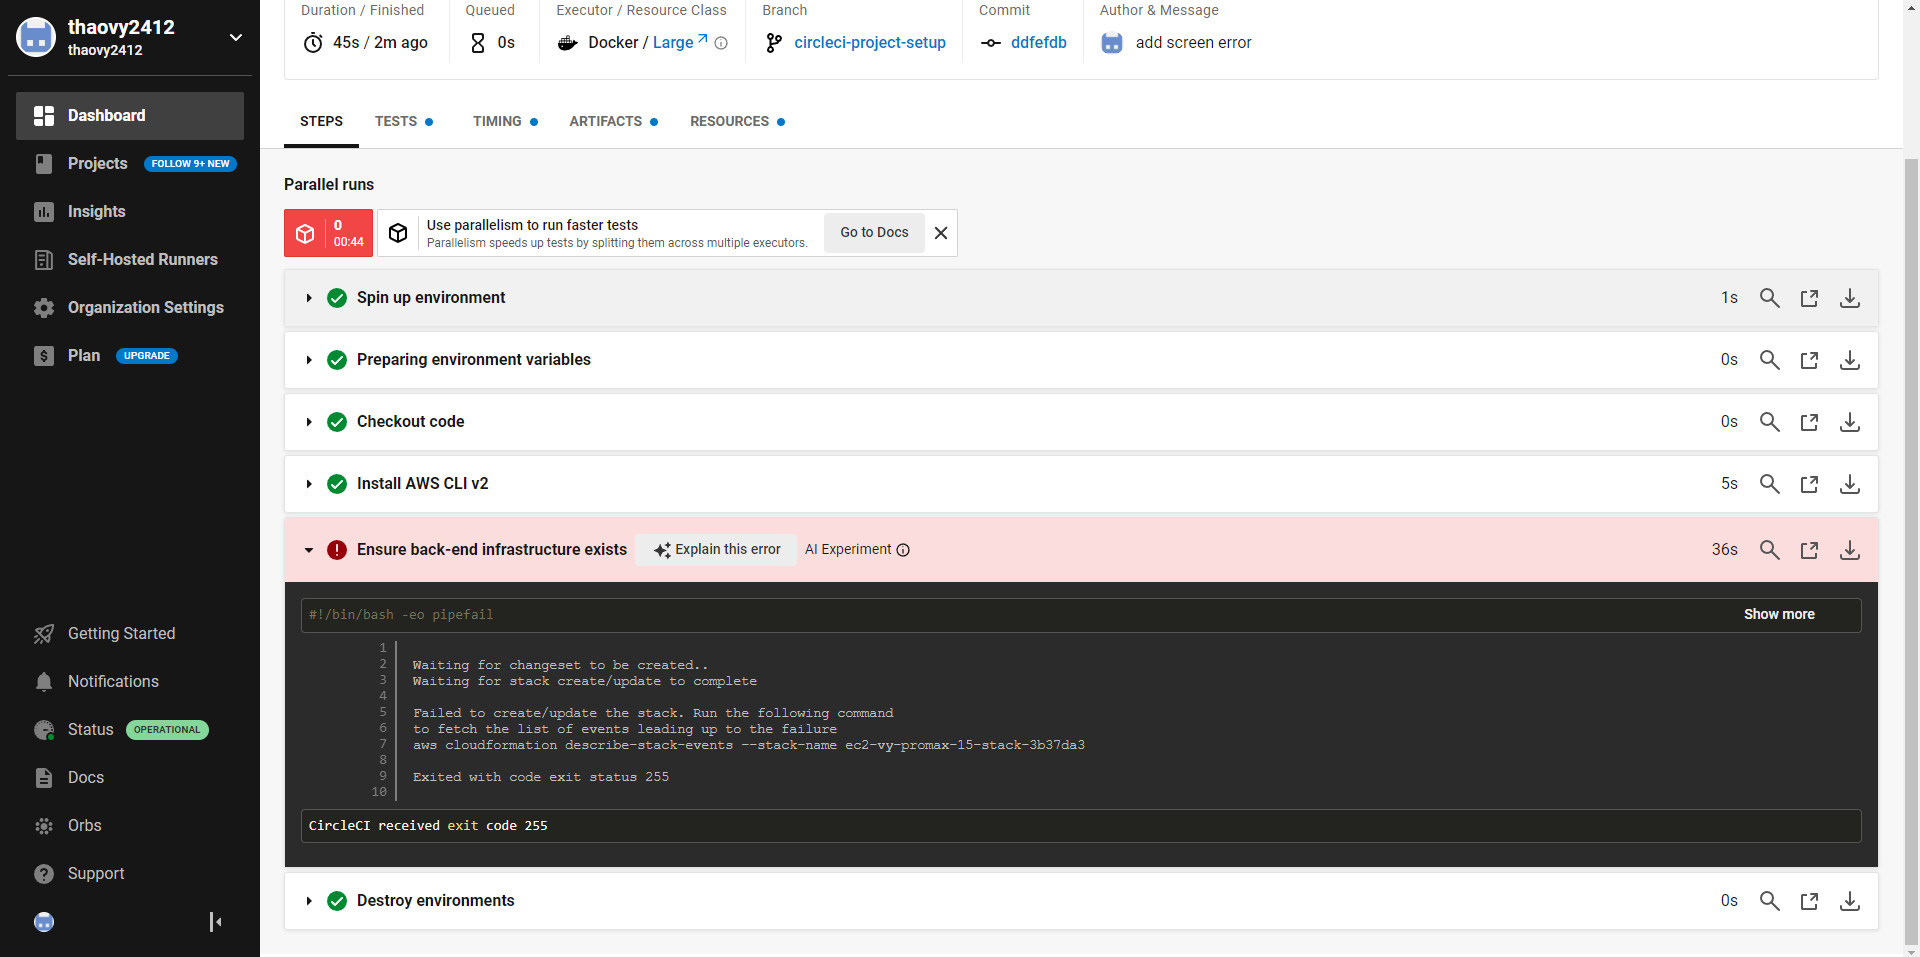 thaovy2412
thaovy2412
Dashboard
Projects FOLLOW 9+ NEW
Insights
Self-Hosted Runners
Organization Settings
Plan UPGRADE
Getting Started
Notifications
Status OPERATIONAL
Docs
Orbs
Support
Duration / Finished
45s / 2m ago
Queued
0s
Executor / Resource Class
Docker / Large
Branch
circleci-project-setup
Commit
ddfefdb
Author & Message
add screen error
STEPS TESTS TIMING ARTIFACTS RESOURCES
Parallel runs
0
00:44
Use parallelism to run faster tests
Parallelism speeds up tests by splitting them across multiple executors.
Go to Docs
Spin up environment 1s
Preparing environment variables 0s
Checkout code 0s
Install AWS CLI v2 5s
Ensure back-end infrastructure exists Explain this error AI Experiment 36s
#!/bin/bash -eo pipefail Show more
1
2 Waiting for changeset to be created..
3 Waiting for stack create/update to complete
4
5 Failed to create/update the stack. Run the following command
6 to fetch the list of events leading up to the failure
7 aws cloudformation describe-stack-events --stack-name ec2-vy-promax-15-stack-3b37da3
8
9 Exited with code exit status 255
10
CircleCI received exit code 255
Destroy environments 0s